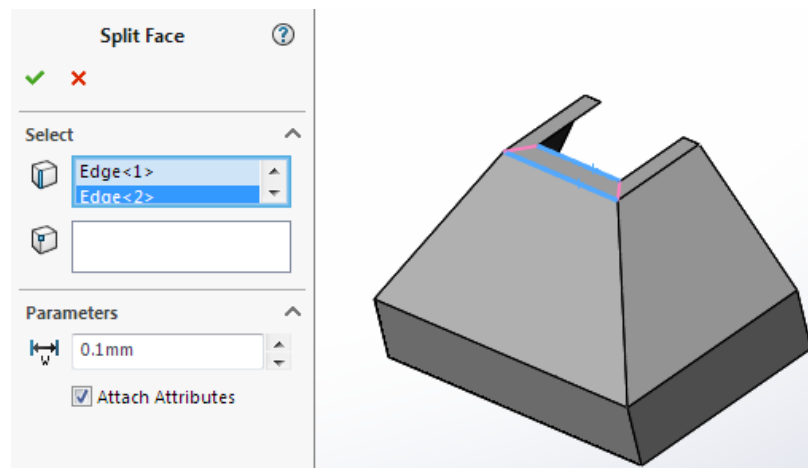 Split Face
Select
Edge<1>
Edge<2>
Parameters
W
0.1mm
Attach Attributes